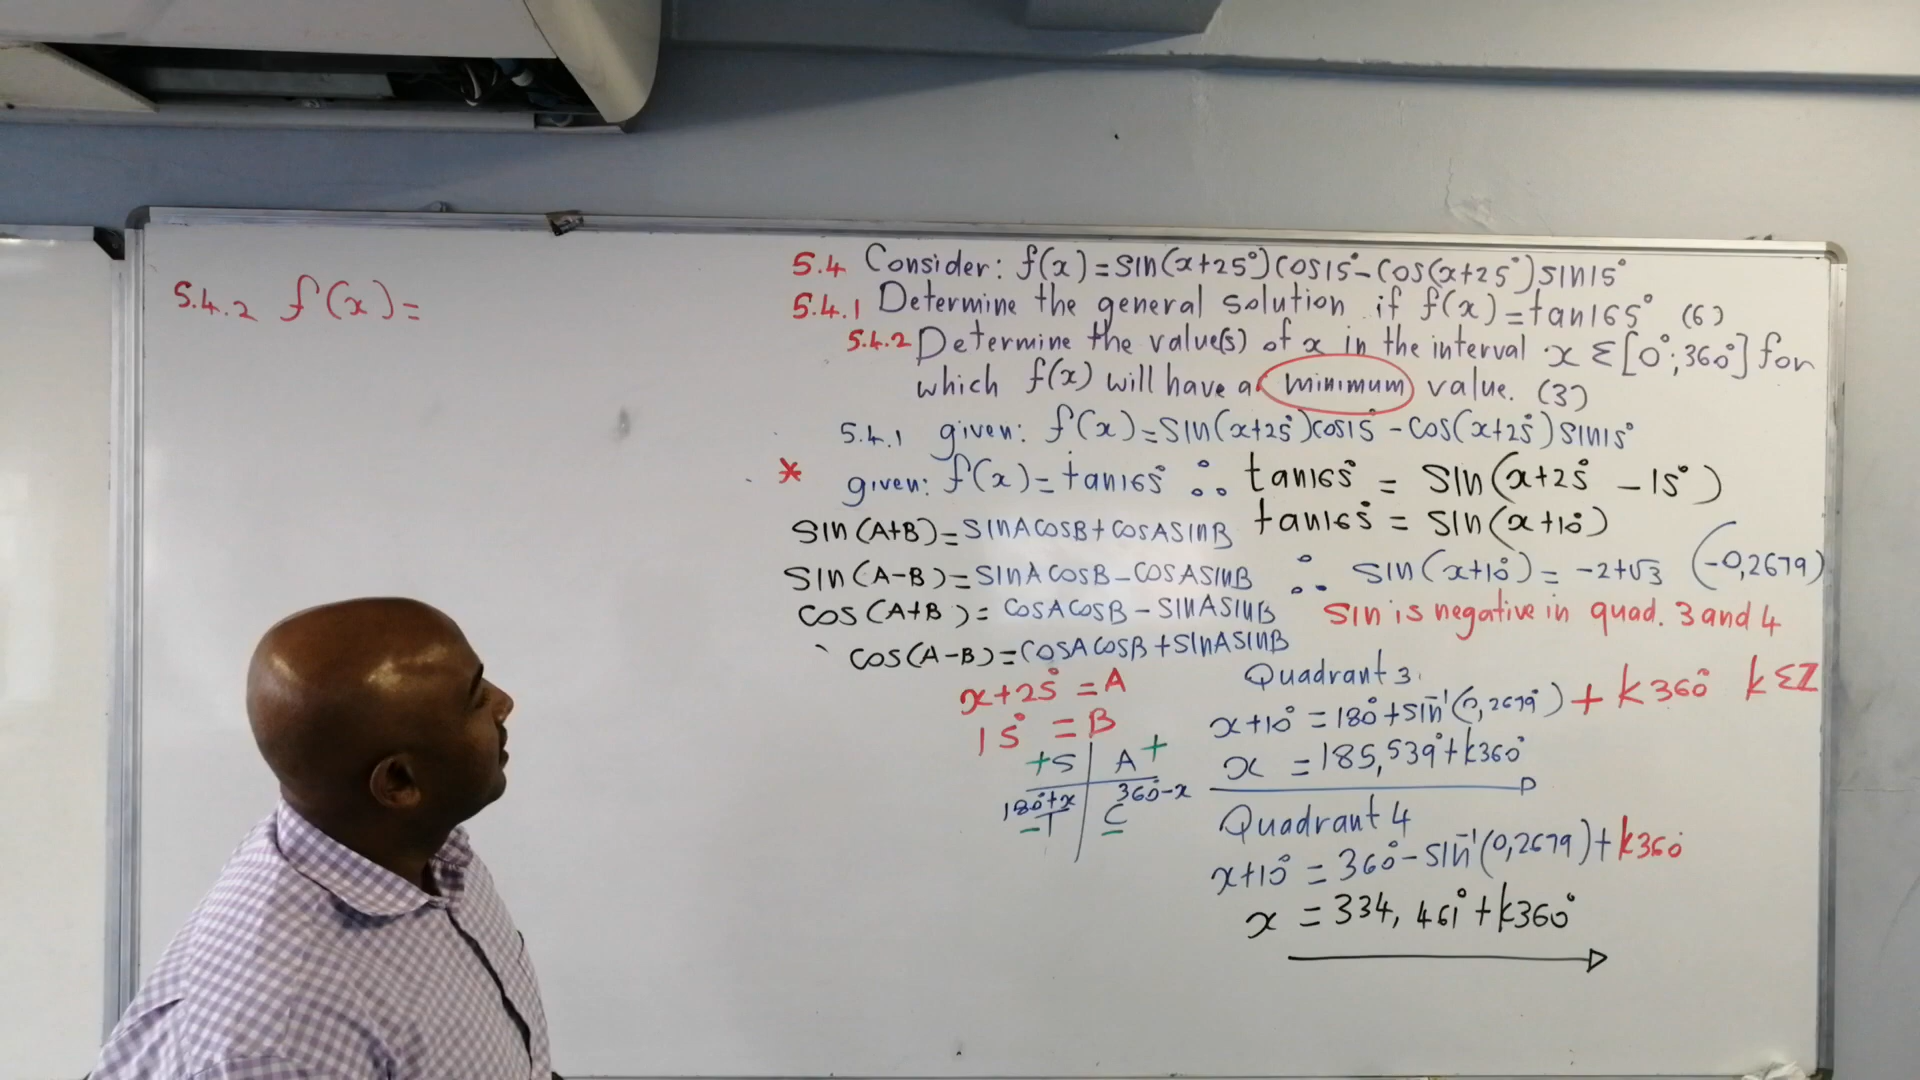 5.4.2 f(x)=
5.4 Consider: f(x)=sin(x+25°)cos15°-cos(x+25°)sin15°
5.4.1 Determine the general solution if f(x)=tan165° (6)
5.4.2 Determine the value(s) of x in the interval x ε[0°;360°] for
which f(x) will have a minimum value. (3)
5.4.1 given: f(x)=sin(x+25°)cos15°-cos(x+25°)sin15°
* given: f(x)=tan165° ∴ tan165° = sin(x+25° -15°)
tan165° = sin(x+10°)
sin(A+B)=sinAcosB+cosAsinB
sin(A-B)=sinAcosB-cosAsinB
cos(A+B)=cosAcosB-sinAsinB
cos(A-B)=cosAcosB+sinAsinB
∴ sin(x+10°)= -2+√3 (-0,2679)
sin is negative in quad. 3 and 4
x+25° =A
15° =B
+S A+
180°+x 360°-x
-T C-
Quadrant 3
x+10° =180°+sin⁻¹(0,2679°)+k360° kεZ
x =185,539°+k360°
Quadrant 4
x+10° =360°-sin⁻¹(0,2679)+k360°
x =334,461°+k360°